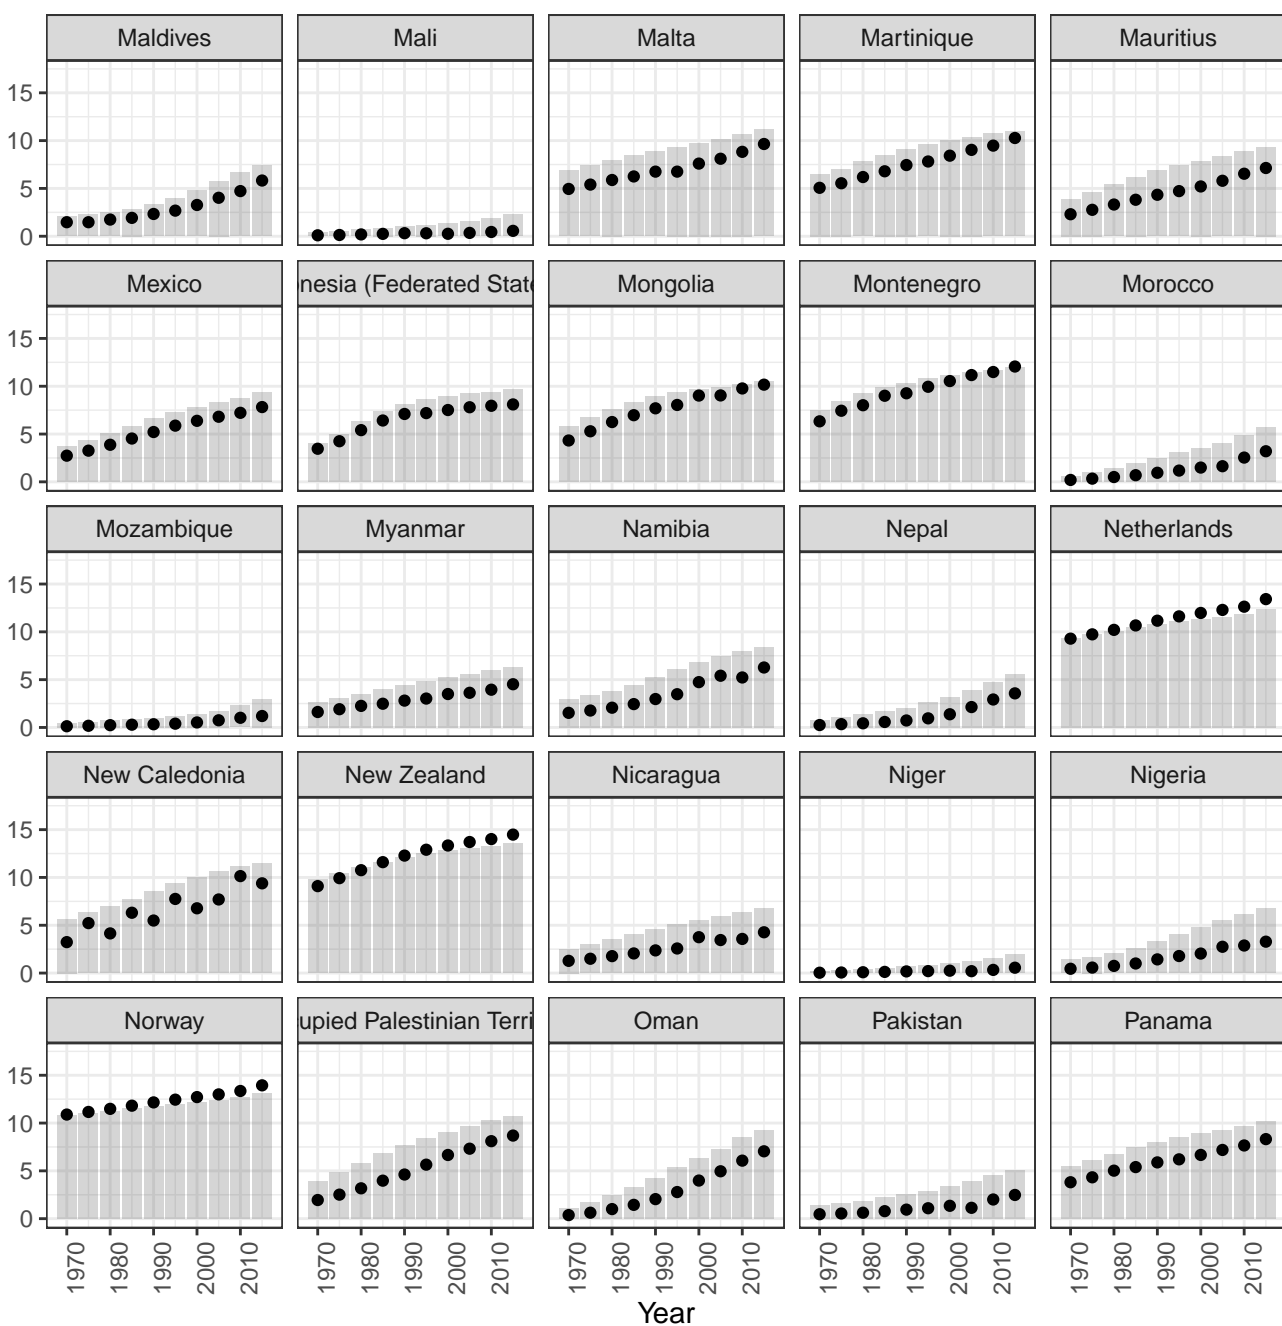 Maldives Mali Malta Martinique Mauritius
15
10
5
0
Mexico onesia (Federated State Mongolia Montenegro Morocco
15
10
5
0
Mozambique Myanmar Namibia Nepal Netherlands
15
10
5
0
New Caledonia New Zealand Nicaragua Niger Nigeria
15
10
5
0
Norway cupied Palestinian Terri Oman Pakistan Panama
15
10
5
0
1970 1980 1990 2000 2010 1970 1980 1990 2000 2010 1970 1980 1990 2000 2010 1970 1980 1990 2000 2010 1970 1980 1990 2000 2010
Year